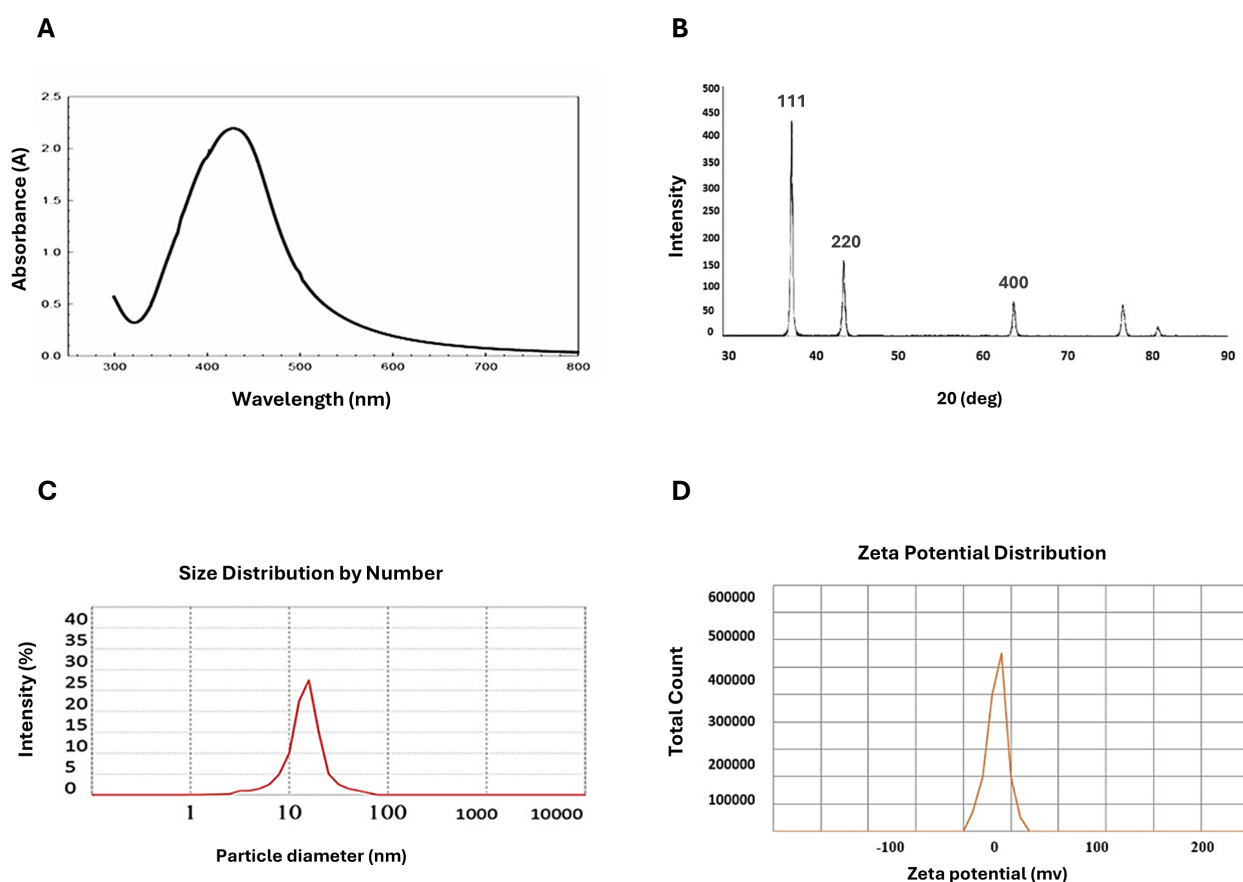 A
Absorbance (A)
2.5
2.0
1.5
1.0
0.5
0.0
300 400 500 600 700 800
Wavelength (nm)
B
Intensity
500
450
400
350
300
250
200
150
100
50
0
111
220
400
30 40 50 60 70 80 90
20 (deg)
C
Size Distribution by Number
Intensity (%)
40
35
30
25
20
15
10
5
0
1 10 100 1000 10000
Particle diameter (nm)
D
Zeta Potential Distribution
Total Count
600000
500000
400000
300000
200000
100000
-100 0 100 200
Zeta potential (mv)